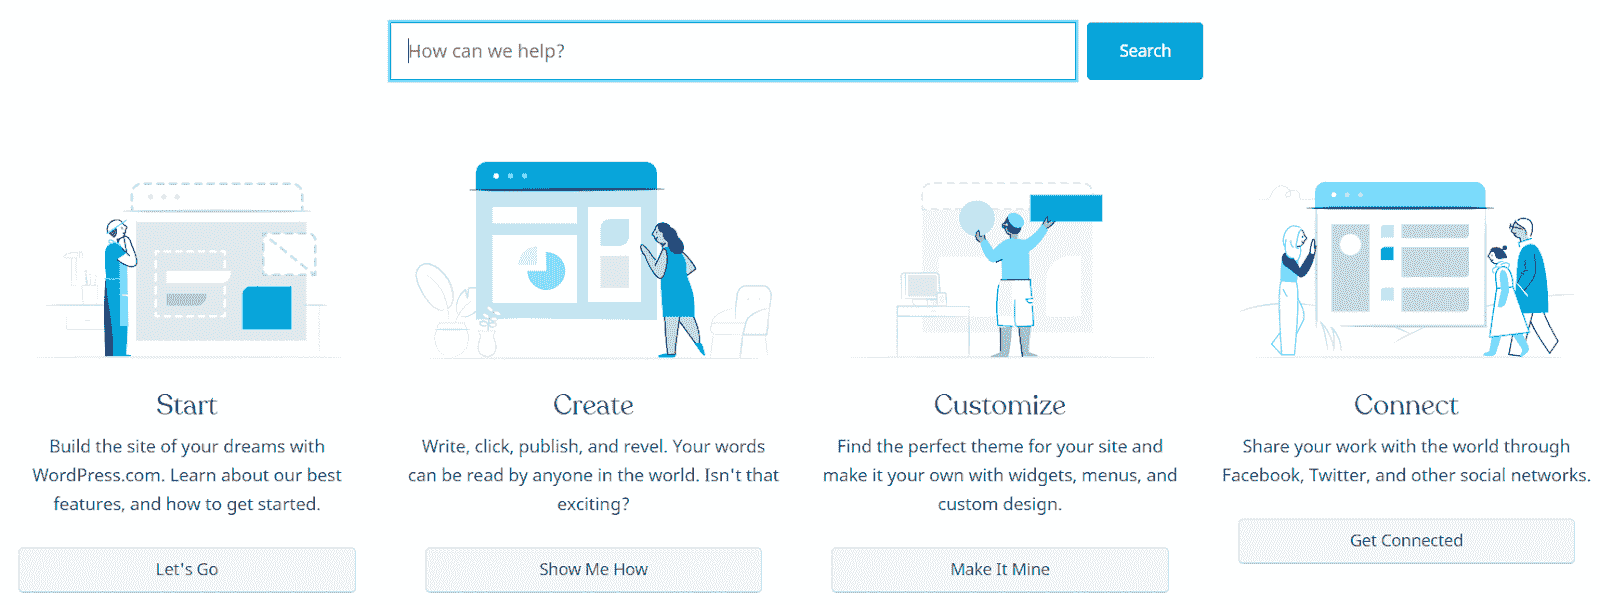 How can we help?
Search
Start
Build the site of your dreams with
WordPress.com. Learn about our best
features, and how to get started.
Let's Go
Create
Write, click, publish, and revel. Your words
can be read by anyone in the world. Isn't that
exciting?
Show Me How
Customize
Find the perfect theme for your site and
make it your own with widgets, menus, and
custom design.
Make It Mine
Connect
Share your work with the world through
Facebook, Twitter, and other social networks.
Get Connected